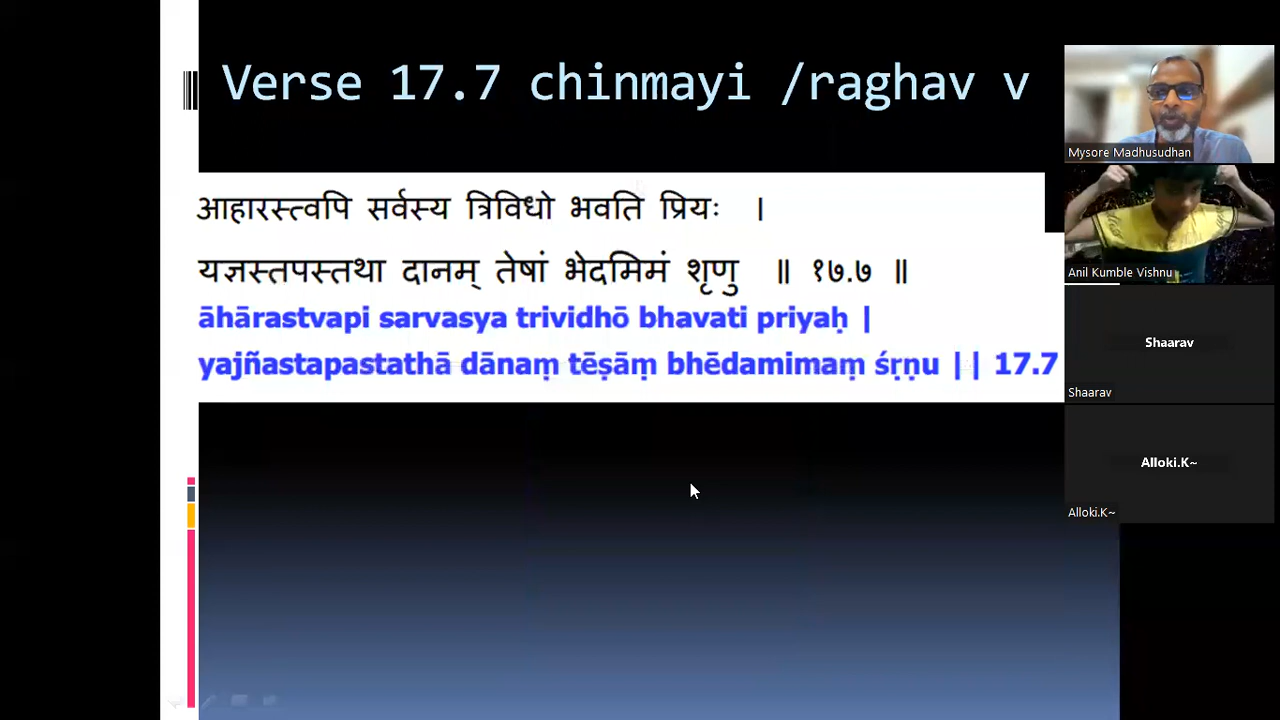 Verse 17.7 chinmayi /raghav v
आहारस्त्वपि सर्वस्य त्रिविधो भवति प्रियः ।
यज्ञस्तपस्तथा दानम् तेषां भेदमिमं शृणु ॥ १७.७ ॥
āhārastvapi sarvasya trividhō bhavati priyaḥ |
yajñastapastathā dānaṃ tēṣāṃ bhēdamimaṃ śrṛṇu || 17.7
Mysore Madhusudhan
Anil Kumble Vishnu
Shaarav
Shaarav
Alloki.K~
Alloki.K~